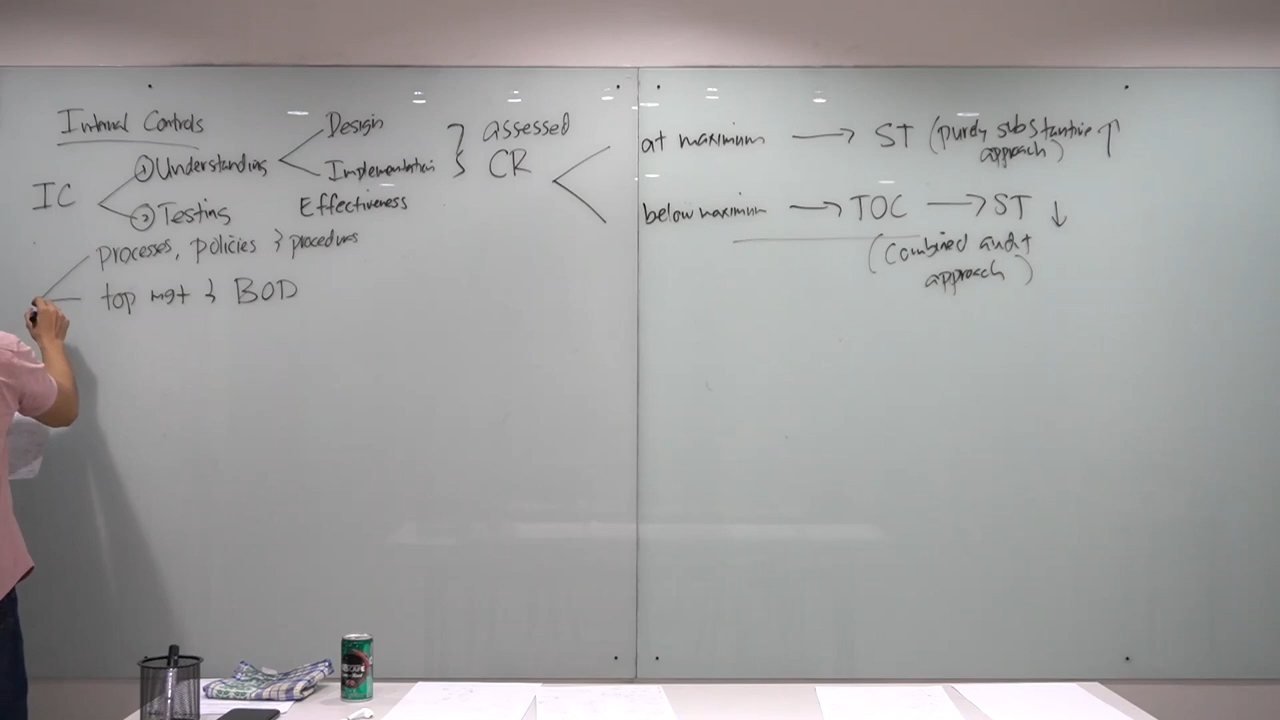 Internal Controls
IC
① Understanding
Design
Implementation
② Testing
Effectiveness
assessed
CR
processes, policies & procedures
top mgt & BOD
at maximum → ST (purely substantive approach) ↑
below maximum → TOC → ST ↓
(combined audit
approach)